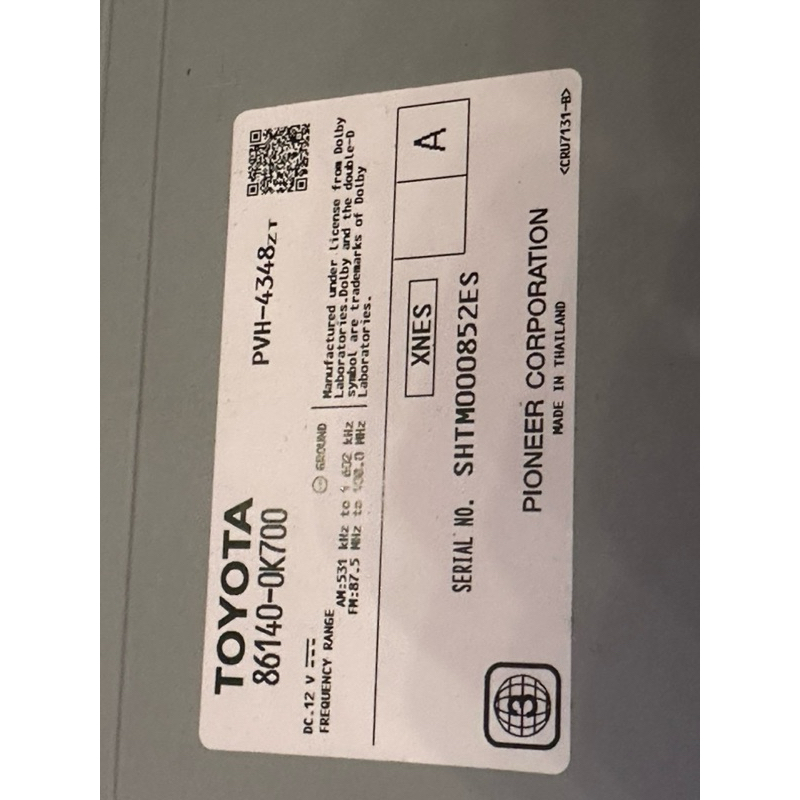 TOYOTA
86140-0K700
PVH-4348ZT
DC.12 V
FREQUENCY RANGE
AM:531 kHz to 1 602 kHz
FM:87.5 MHz to 108.0 MHz
GROUND
Manufactured under license from Dolby
Laboratories.Dolby and the double-D
symbol are trademarks of Dolby
Laboratories.
XNES
A
SERIAL NO. SHTM000852ES
PIONEER CORPORATION
MADE IN THAILAND
<CRU7131-B>
3